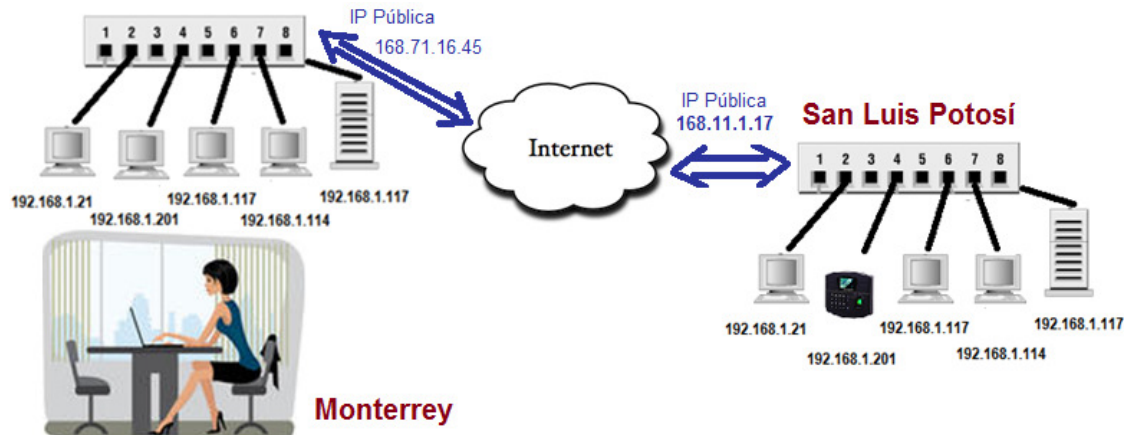 IP Pública
168.71.16.45
1 2 3 4 5 6 7 8
192.168.1.21
192.168.1.201
192.168.1.117
192.168.1.114
192.168.1.117
Internet
IP Pública
168.11.1.17
San Luis Potosí
1 2 3 4 5 6 7 8
192.168.1.21
192.168.1.201
192.168.1.117
192.168.1.114
192.168.1.117
Monterrey